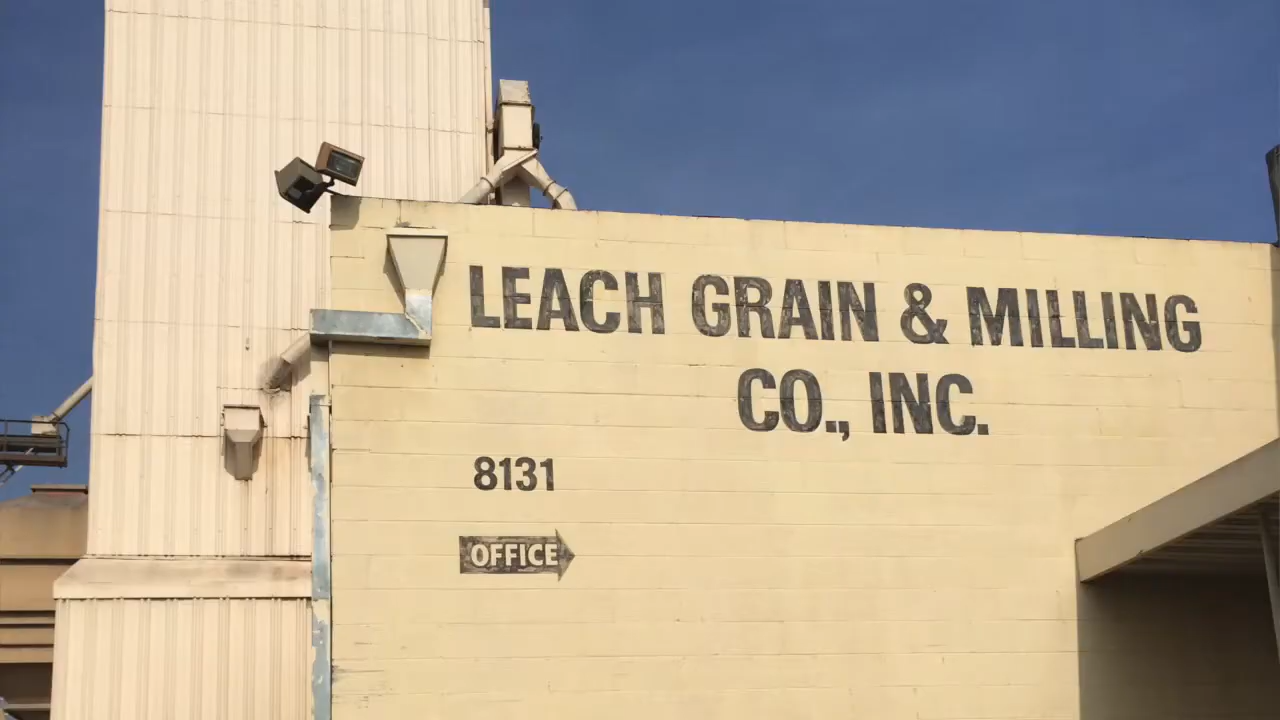 LEACH GRAIN & MILLING
CO., INC.
8131
OFFICE